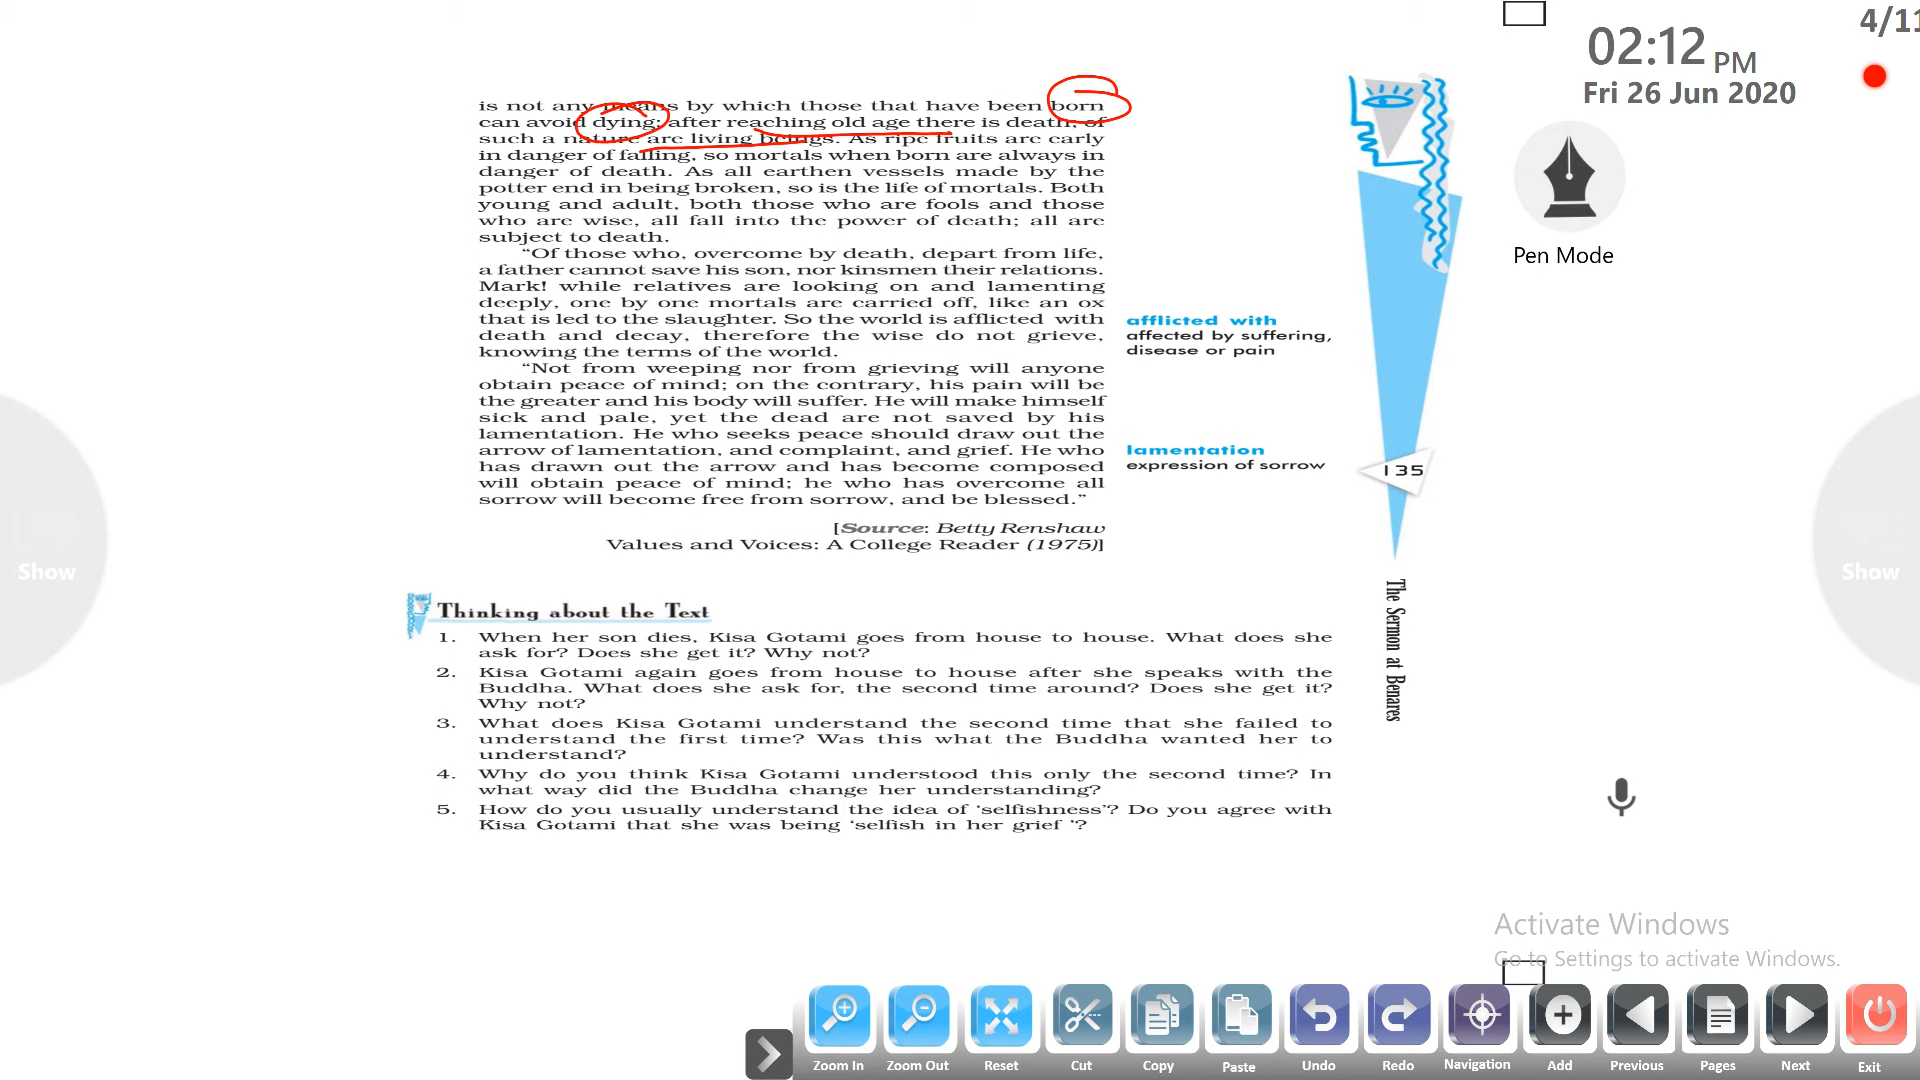 4/11
02:12 PM
Fri 26 Jun 2020
Pen Mode
is not any means by which those that have been born
can avoid dying; after reaching old age there is death; of
such a nature are living beings. As ripe fruits are early
in danger of falling, so mortals when born are always in
danger of death. As all earthen vessels made by the
potter end in being broken, so is the life of mortals. Both
young and adult, both those who are fools and those
who are wise, all fall into the power of death; all are
subject to death.
“Of those who, overcome by death, depart from life,
a father cannot save his son, nor kinsmen their relations.
Mark! while relatives are looking on and lamenting
deeply, one by one mortals are carried off, like an ox
that is led to the slaughter. So the world is afflicted with
death and decay, therefore the wise do not grieve,
knowing the terms of the world.
afflicted with
affected by suffering,
disease or pain
“Not from weeping nor from grieving will anyone
obtain peace of mind; on the contrary, his pain will be
the greater and his body will suffer. He will make himself
sick and pale, yet the dead are not saved by his
lamentation. He who seeks peace should draw out the
arrow of lamentation, and complaint, and grief. He who
has drawn out the arrow and has become composed
will obtain peace of mind; he who has overcome all
sorrow will become free from sorrow, and be blessed.”
lamentation
expression of sorrow
135
[Source: Betty Renshaw
Values and Voices: A College Reader (1975)]
Show
Show
The Sermon at Benares
Thinking about the Text
1. When her son dies, Kisa Gotami goes from house to house. What does she
ask for? Does she get it? Why not?
2. Kisa Gotami again goes from house to house after she speaks with the
Buddha. What does she ask for, the second time around? Does she get it?
Why not?
3. What does Kisa Gotami understand the second time that she failed to
understand the first time? Was this what the Buddha wanted her to
understand?
4. Why do you think Kisa Gotami understood this only the second time? In
what way did the Buddha change her understanding?
5. How do you usually understand the idea of ‘selfishness’? Do you agree with
Kisa Gotami that she was being ‘selfish in her grief ’?
Activate Windows
Go to Settings to activate Windows.
Zoom In Zoom Out Reset Cut Copy Paste Undo Redo Navigation Add Previous Pages Next Exit